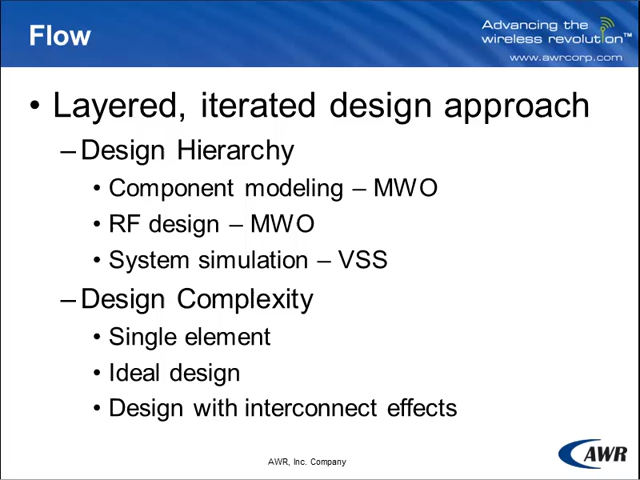 Flow
Advancing the
wireless revolution™
www.awrcorp.com
• Layered, iterated design approach
– Design Hierarchy
• Component modeling – MWO
• RF design – MWO
• System simulation – VSS
– Design Complexity
• Single element
• Ideal design
• Design with interconnect effects
AWR, Inc. Company
AWR